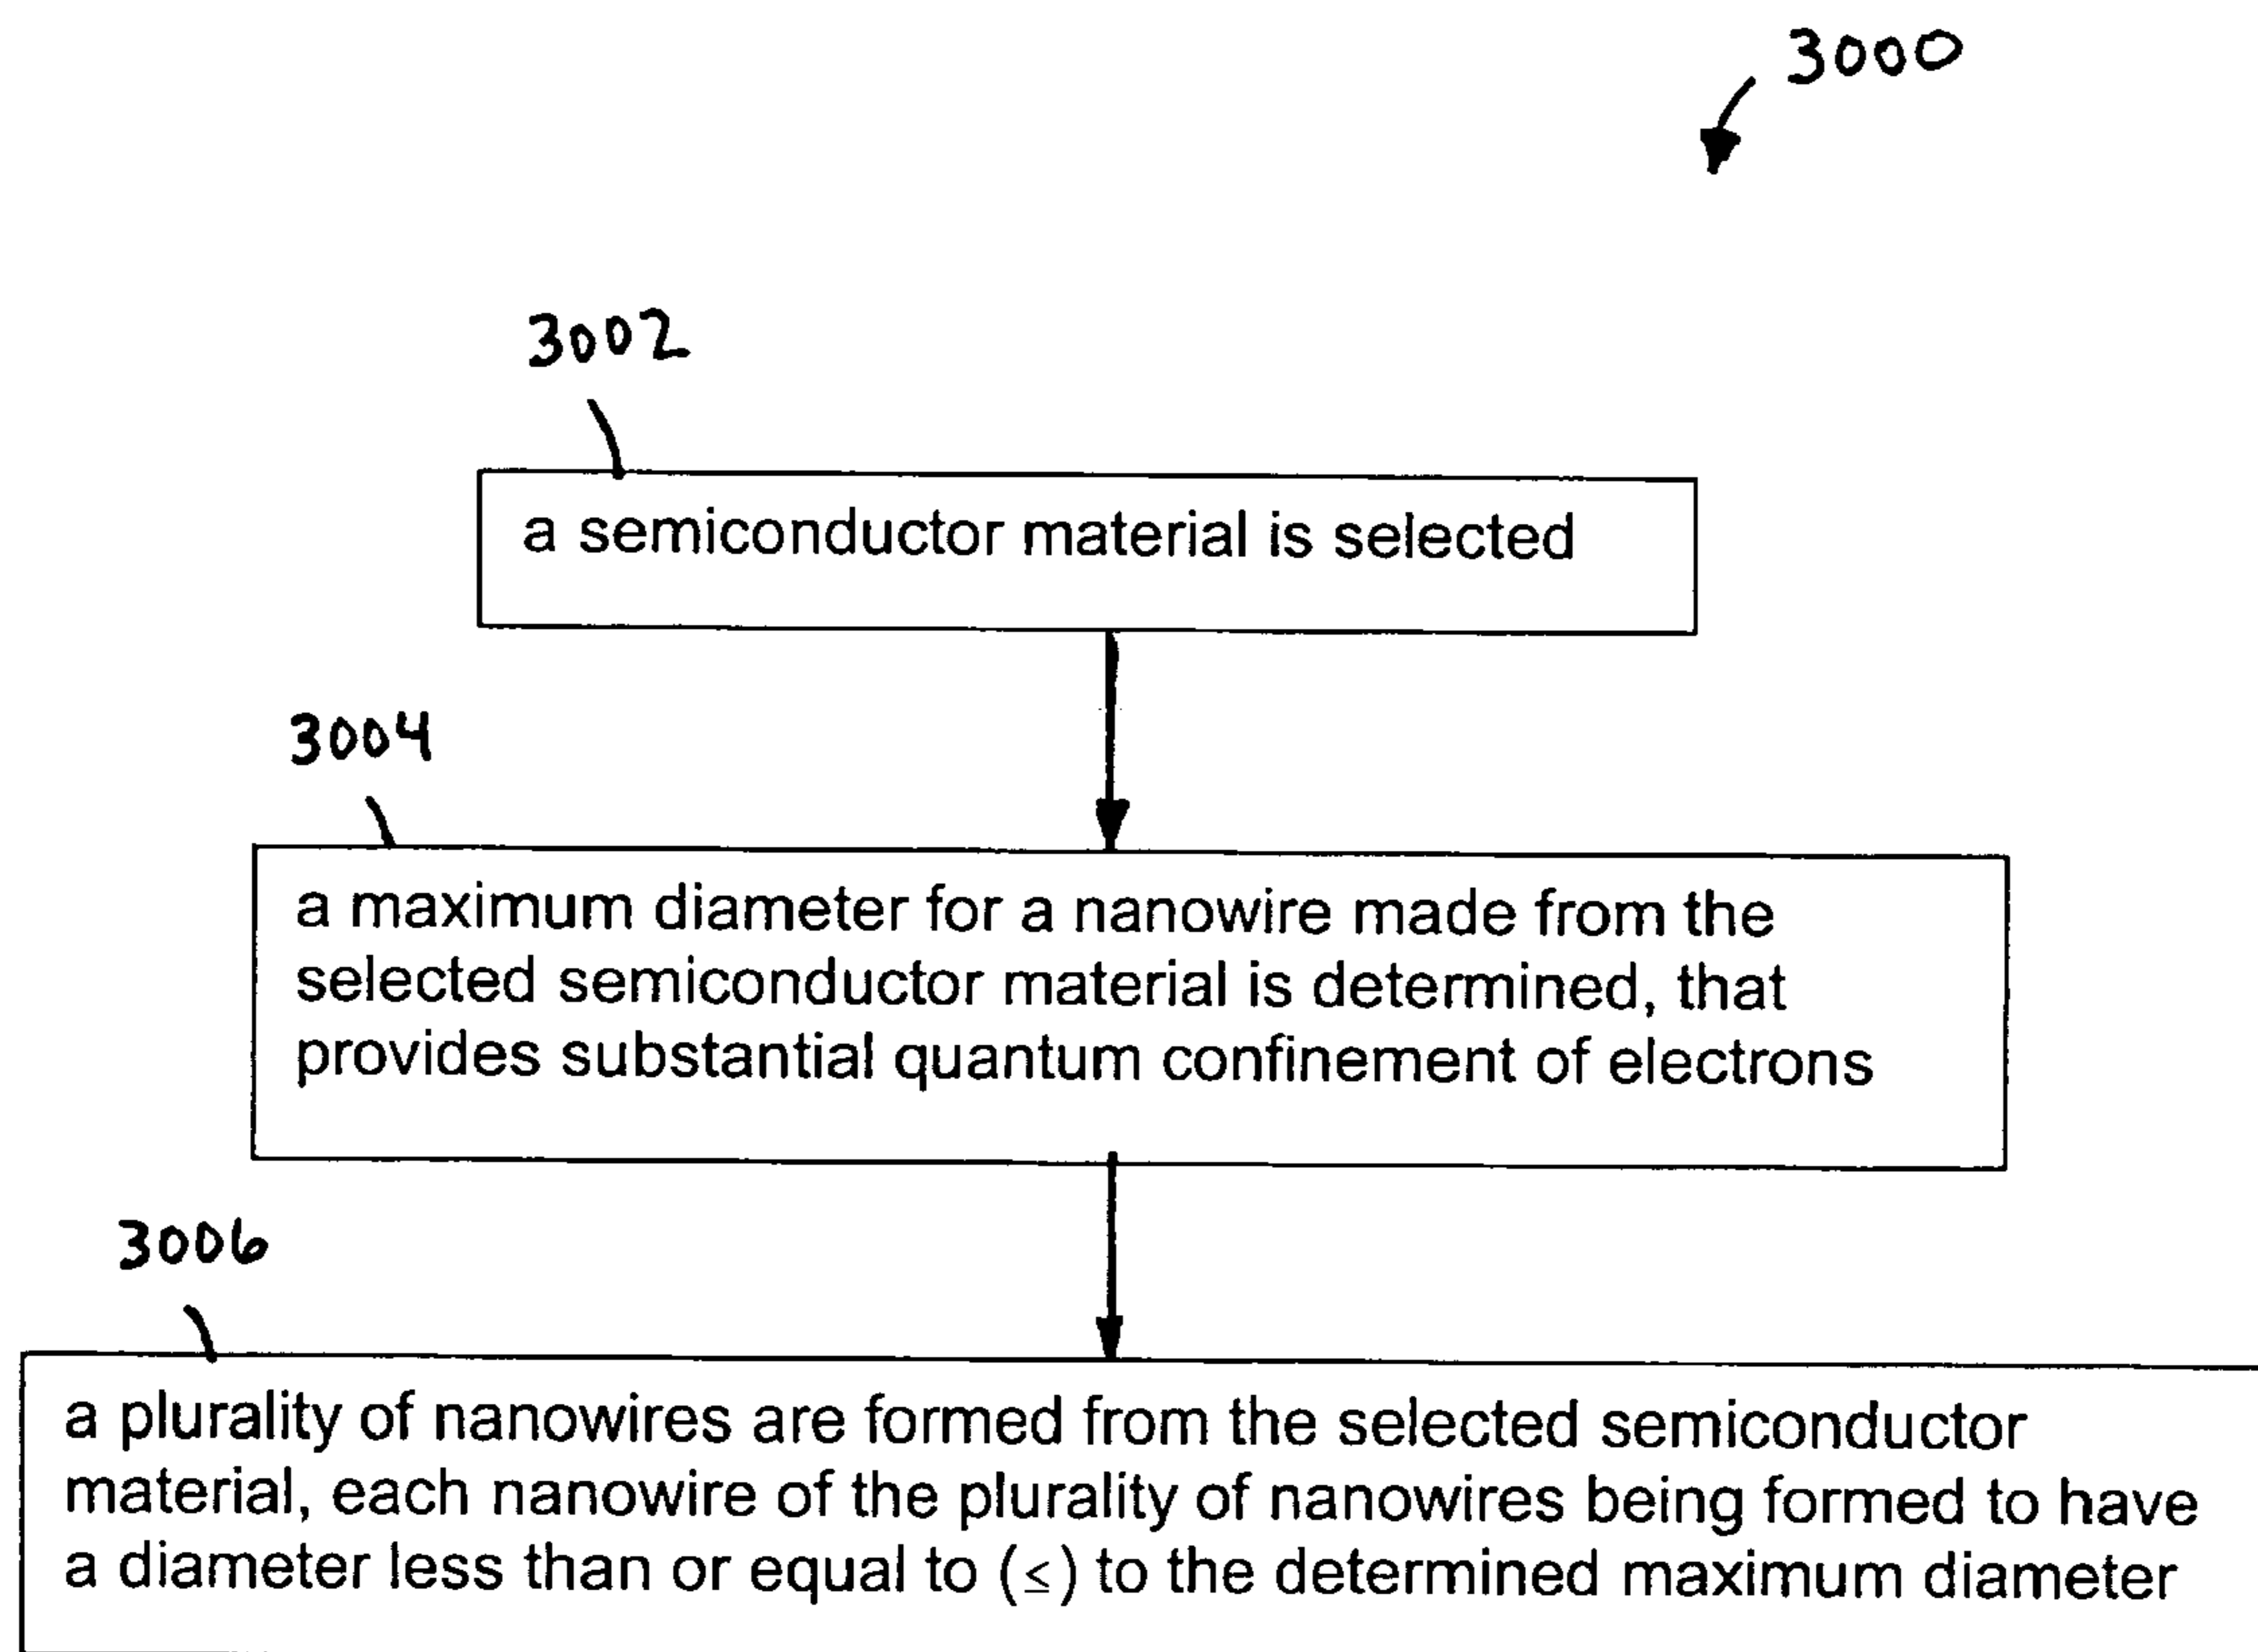 3000
3002
a semiconductor material is selected
3004
a maximum diameter for a nanowire made from the
selected semiconductor material is determined, that
provides substantial quantum confinement of electrons
3006
a plurality of nanowires are formed from the selected semiconductor
material, each nanowire of the plurality of nanowires being formed to have
a diameter less than or equal to (≤) to the determined maximum diameter